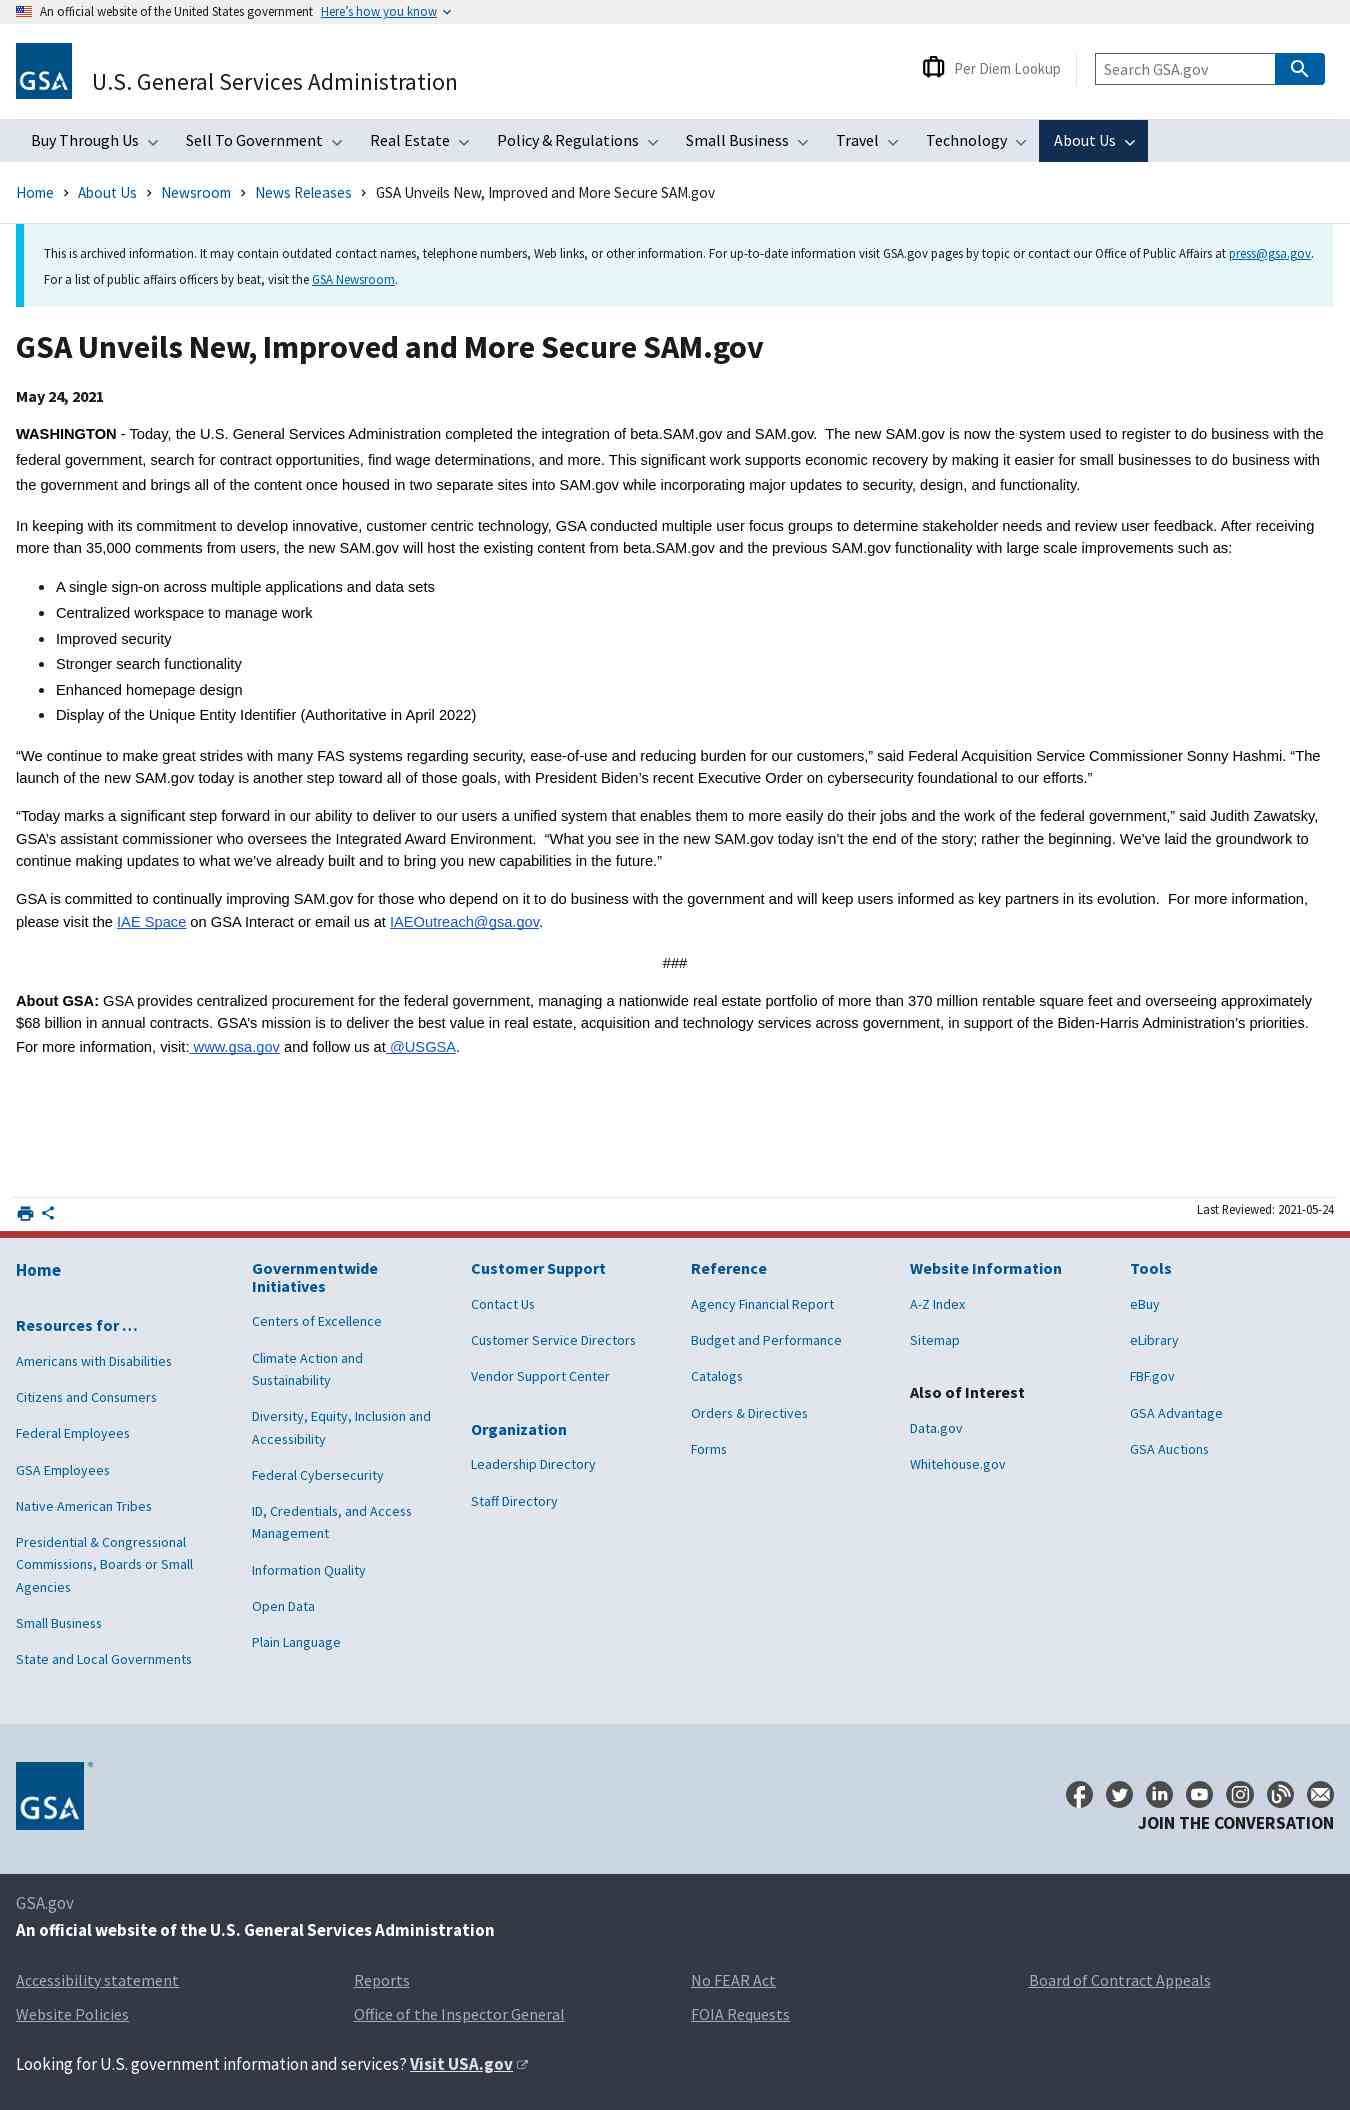 An official website of the United States government Here’s how you know
GSA
U.S. General Services Administration
Per Diem Lookup
Search GSA.gov
Buy Through Us Sell To Government Real Estate Policy & Regulations Small Business Travel Technology About Us
Home > About Us > Newsroom > News Releases > GSA Unveils New, Improved and More Secure SAM.gov
This is archived information. It may contain outdated contact names, telephone numbers, Web links, or other information. For up-to-date information visit GSA.gov pages by topic or contact our Office of Public Affairs at press@gsa.gov.
For a list of public affairs officers by beat, visit the GSA Newsroom.
GSA Unveils New, Improved and More Secure SAM.gov
May 24, 2021
WASHINGTON - Today, the U.S. General Services Administration completed the integration of beta.SAM.gov and SAM.gov.  The new SAM.gov is now the system used to register to do business with the
federal government, search for contract opportunities, find wage determinations, and more. This significant work supports economic recovery by making it easier for small businesses to do business with
the government and brings all of the content once housed in two separate sites into SAM.gov while incorporating major updates to security, design, and functionality.
In keeping with its commitment to develop innovative, customer centric technology, GSA conducted multiple user focus groups to determine stakeholder needs and review user feedback. After receiving
more than 35,000 comments from users, the new SAM.gov will host the existing content from beta.SAM.gov and the previous SAM.gov functionality with large scale improvements such as:
• A single sign-on across multiple applications and data sets
• Centralized workspace to manage work
• Improved security
• Stronger search functionality
• Enhanced homepage design
• Display of the Unique Entity Identifier (Authoritative in April 2022)
“We continue to make great strides with many FAS systems regarding security, ease-of-use and reducing burden for our customers,” said Federal Acquisition Service Commissioner Sonny Hashmi. “The
launch of the new SAM.gov today is another step toward all of those goals, with President Biden’s recent Executive Order on cybersecurity foundational to our efforts.”
“Today marks a significant step forward in our ability to deliver to our users a unified system that enables them to more easily do their jobs and the work of the federal government,” said Judith Zawatsky,
GSA’s assistant commissioner who oversees the Integrated Award Environment.  “What you see in the new SAM.gov today isn’t the end of the story; rather the beginning. We’ve laid the groundwork to
continue making updates to what we’ve already built and to bring you new capabilities in the future.”
GSA is committed to continually improving SAM.gov for those who depend on it to do business with the government and will keep users informed as key partners in its evolution.  For more information,
please visit the IAE Space on GSA Interact or email us at IAEOutreach@gsa.gov.
###
About GSA: GSA provides centralized procurement for the federal government, managing a nationwide real estate portfolio of more than 370 million rentable square feet and overseeing approximately
$68 billion in annual contracts. GSA’s mission is to deliver the best value in real estate, acquisition and technology services across government, in support of the Biden-Harris Administration’s priorities.
For more information, visit: www.gsa.gov and follow us at @USGSA.
Last Reviewed: 2021-05-24
Home
Resources for …
Americans with Disabilities
Citizens and Consumers
Federal Employees
GSA Employees
Native American Tribes
Presidential & Congressional
Commissions, Boards or Small
Agencies
Small Business
State and Local Governments
Governmentwide
Initiatives
Centers of Excellence
Climate Action and
Sustainability
Diversity, Equity, Inclusion and
Accessibility
Federal Cybersecurity
ID, Credentials, and Access
Management
Information Quality
Open Data
Plain Language
Customer Support
Contact Us
Customer Service Directors
Vendor Support Center
Organization
Leadership Directory
Staff Directory
Reference
Agency Financial Report
Budget and Performance
Catalogs
Orders & Directives
Forms
Website Information
A-Z Index
Sitemap
Also of Interest
Data.gov
Whitehouse.gov
Tools
eBuy
eLibrary
FBF.gov
GSA Advantage
GSA Auctions
GSA
JOIN THE CONVERSATION
GSA.gov
An official website of the U.S. General Services Administration
Accessibility statement Reports No FEAR Act Board of Contract Appeals
Website Policies Office of the Inspector General FOIA Requests
Looking for U.S. government information and services? Visit USA.gov